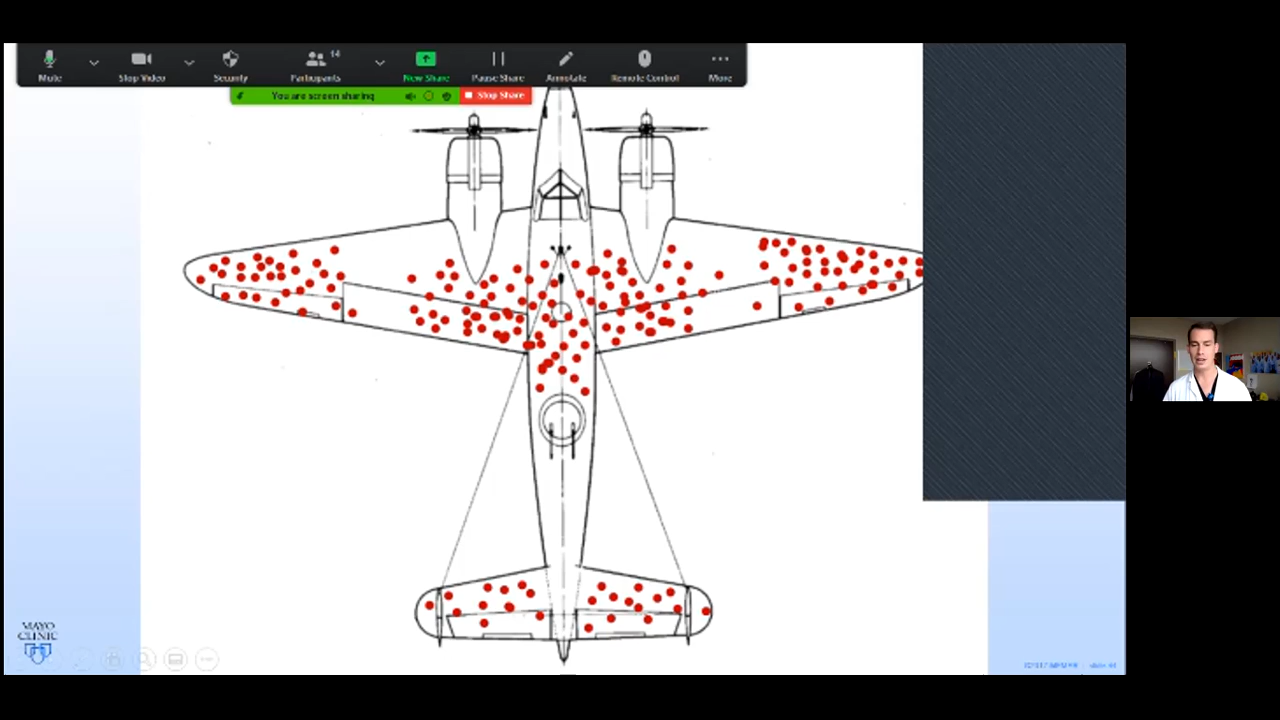 14
Mute Stop Video Security Participants New Share Pause Share Annotate Remote Control More
You are screen sharing Stop Share
MAYO
CLINIC